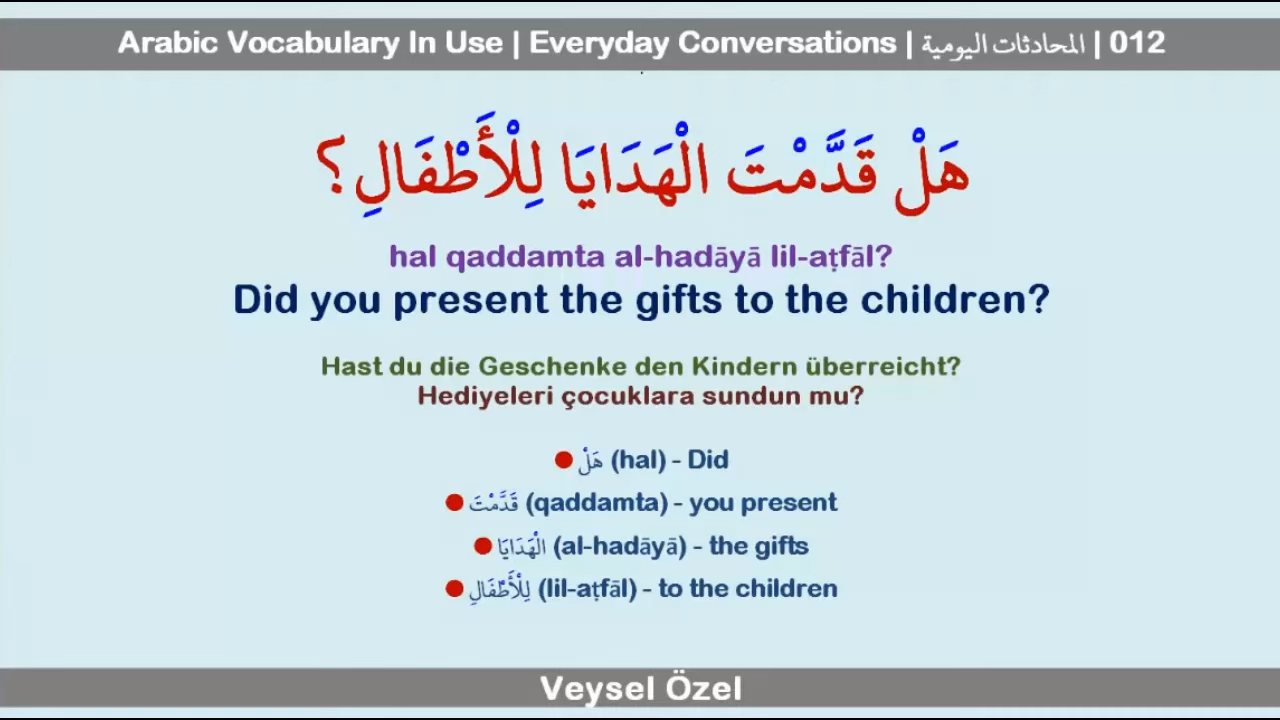 Arabic Vocabulary In Use | Everyday Conversations | المحادثات اليومية | 012
هَلْ قَدَّمْتَ الْهَدَايَا لِلْأَطْفَالِ؟
hal qaddamta al-hadāyā lil-aṭfāl?
Did you present the gifts to the children?
Hast du die Geschenke den Kindern überreicht?
Hediyeleri çocuklara sundun mu?
● هَلْ (hal) - Did
● قَدَّمْتَ (qaddamta) - you present
● الْهَدَايَا (al-hadāyā) - the gifts
● لِلْأَطْفَالِ (lil-aṭfāl) - to the children
Veysel Özel